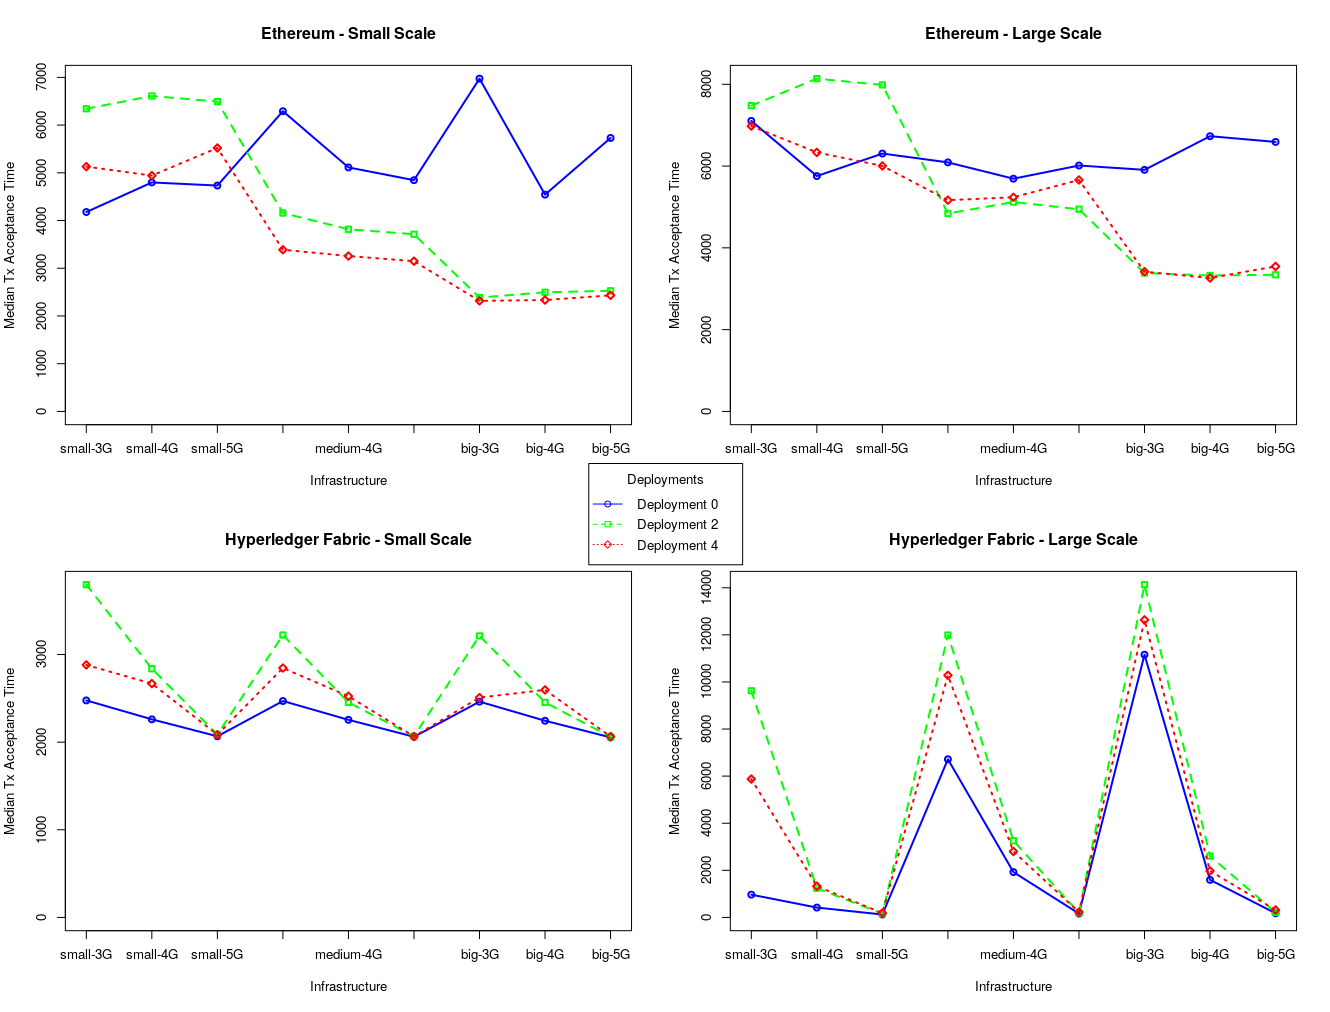 Ethereum - Small Scale
Median Tx Acceptance Time
7000
6000
5000
4000
3000
2000
1000
0
small-3G small-4G small-5G medium-4G big-3G big-4G big-5G
Infrastructure
Ethereum - Large Scale
Median Tx Acceptance Time
8000
6000
4000
2000
0
small-3G small-4G small-5G medium-4G big-3G big-4G big-5G
Infrastructure
Deployments
Deployment 0
Deployment 2
Deployment 4
Hyperledger Fabric - Small Scale
Median Tx Acceptance Time
3000
2000
1000
0
small-3G small-4G small-5G medium-4G big-3G big-4G big-5G
Infrastructure
Hyperledger Fabric - Large Scale
Median Tx Acceptance Time
14000
12000
10000
8000
6000
4000
2000
0
small-3G small-4G small-5G medium-4G big-3G big-4G big-5G
Infrastructure